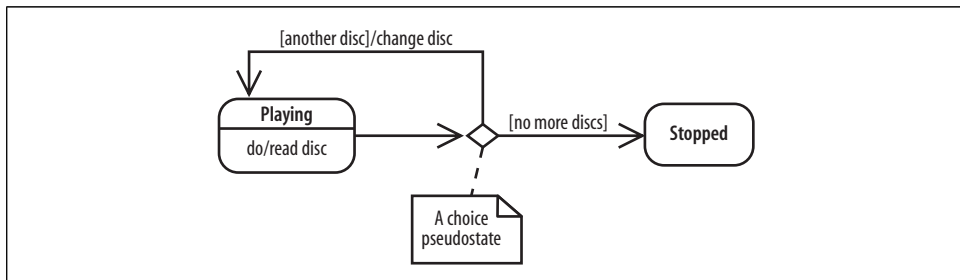 [another disc]/change disc
Playing
do/read disc
[no more discs]
Stopped
A choice
pseudostate